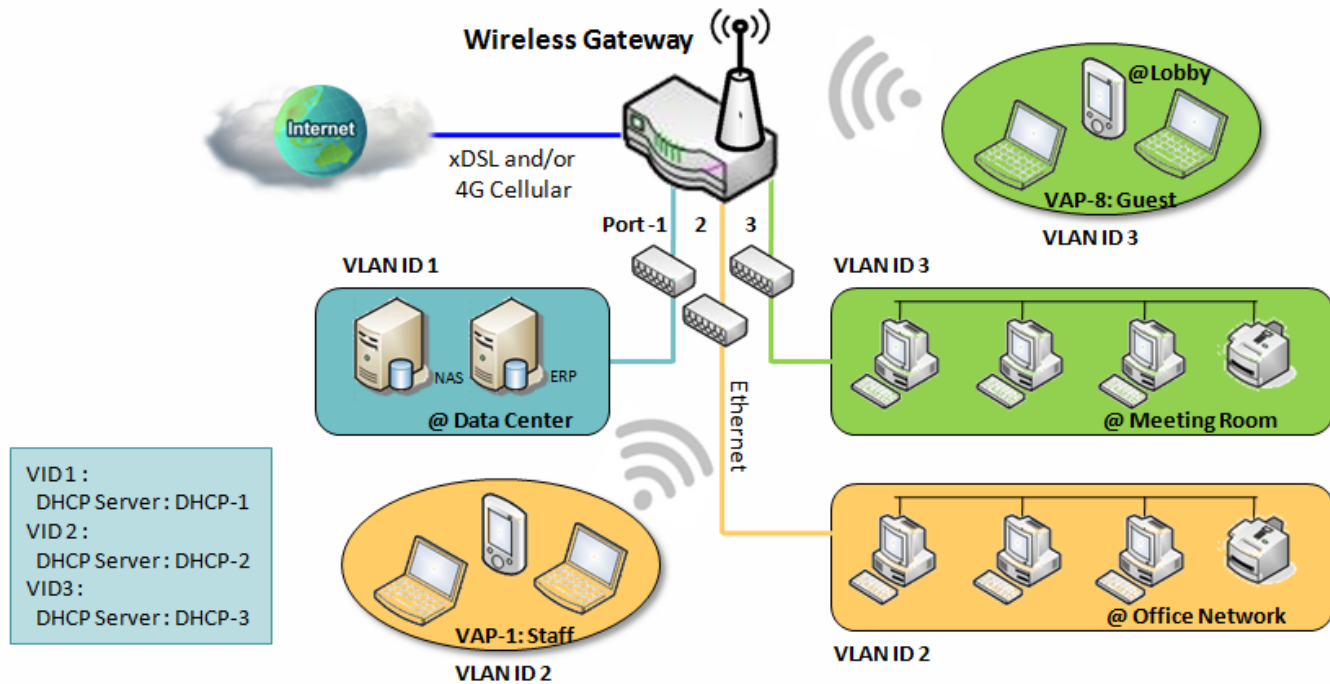 Wireless Gateway
Internet
xDSL and/or
4G Cellular
@Lobby
VAP-8: Guest
VLAN ID 3
Port -1
2
3
VLAN ID 1
NAS
ERP
@ Data Center
VLAN ID 3
@ Meeting Room
Ethernet
VID1 :
DHCP Server : DHCP-1
VID2 :
DHCP Server : DHCP-2
VID3 :
DHCP Server : DHCP-3
VAP-1: Staff
VLAN ID 2
@ Office Network
VLAN ID 2